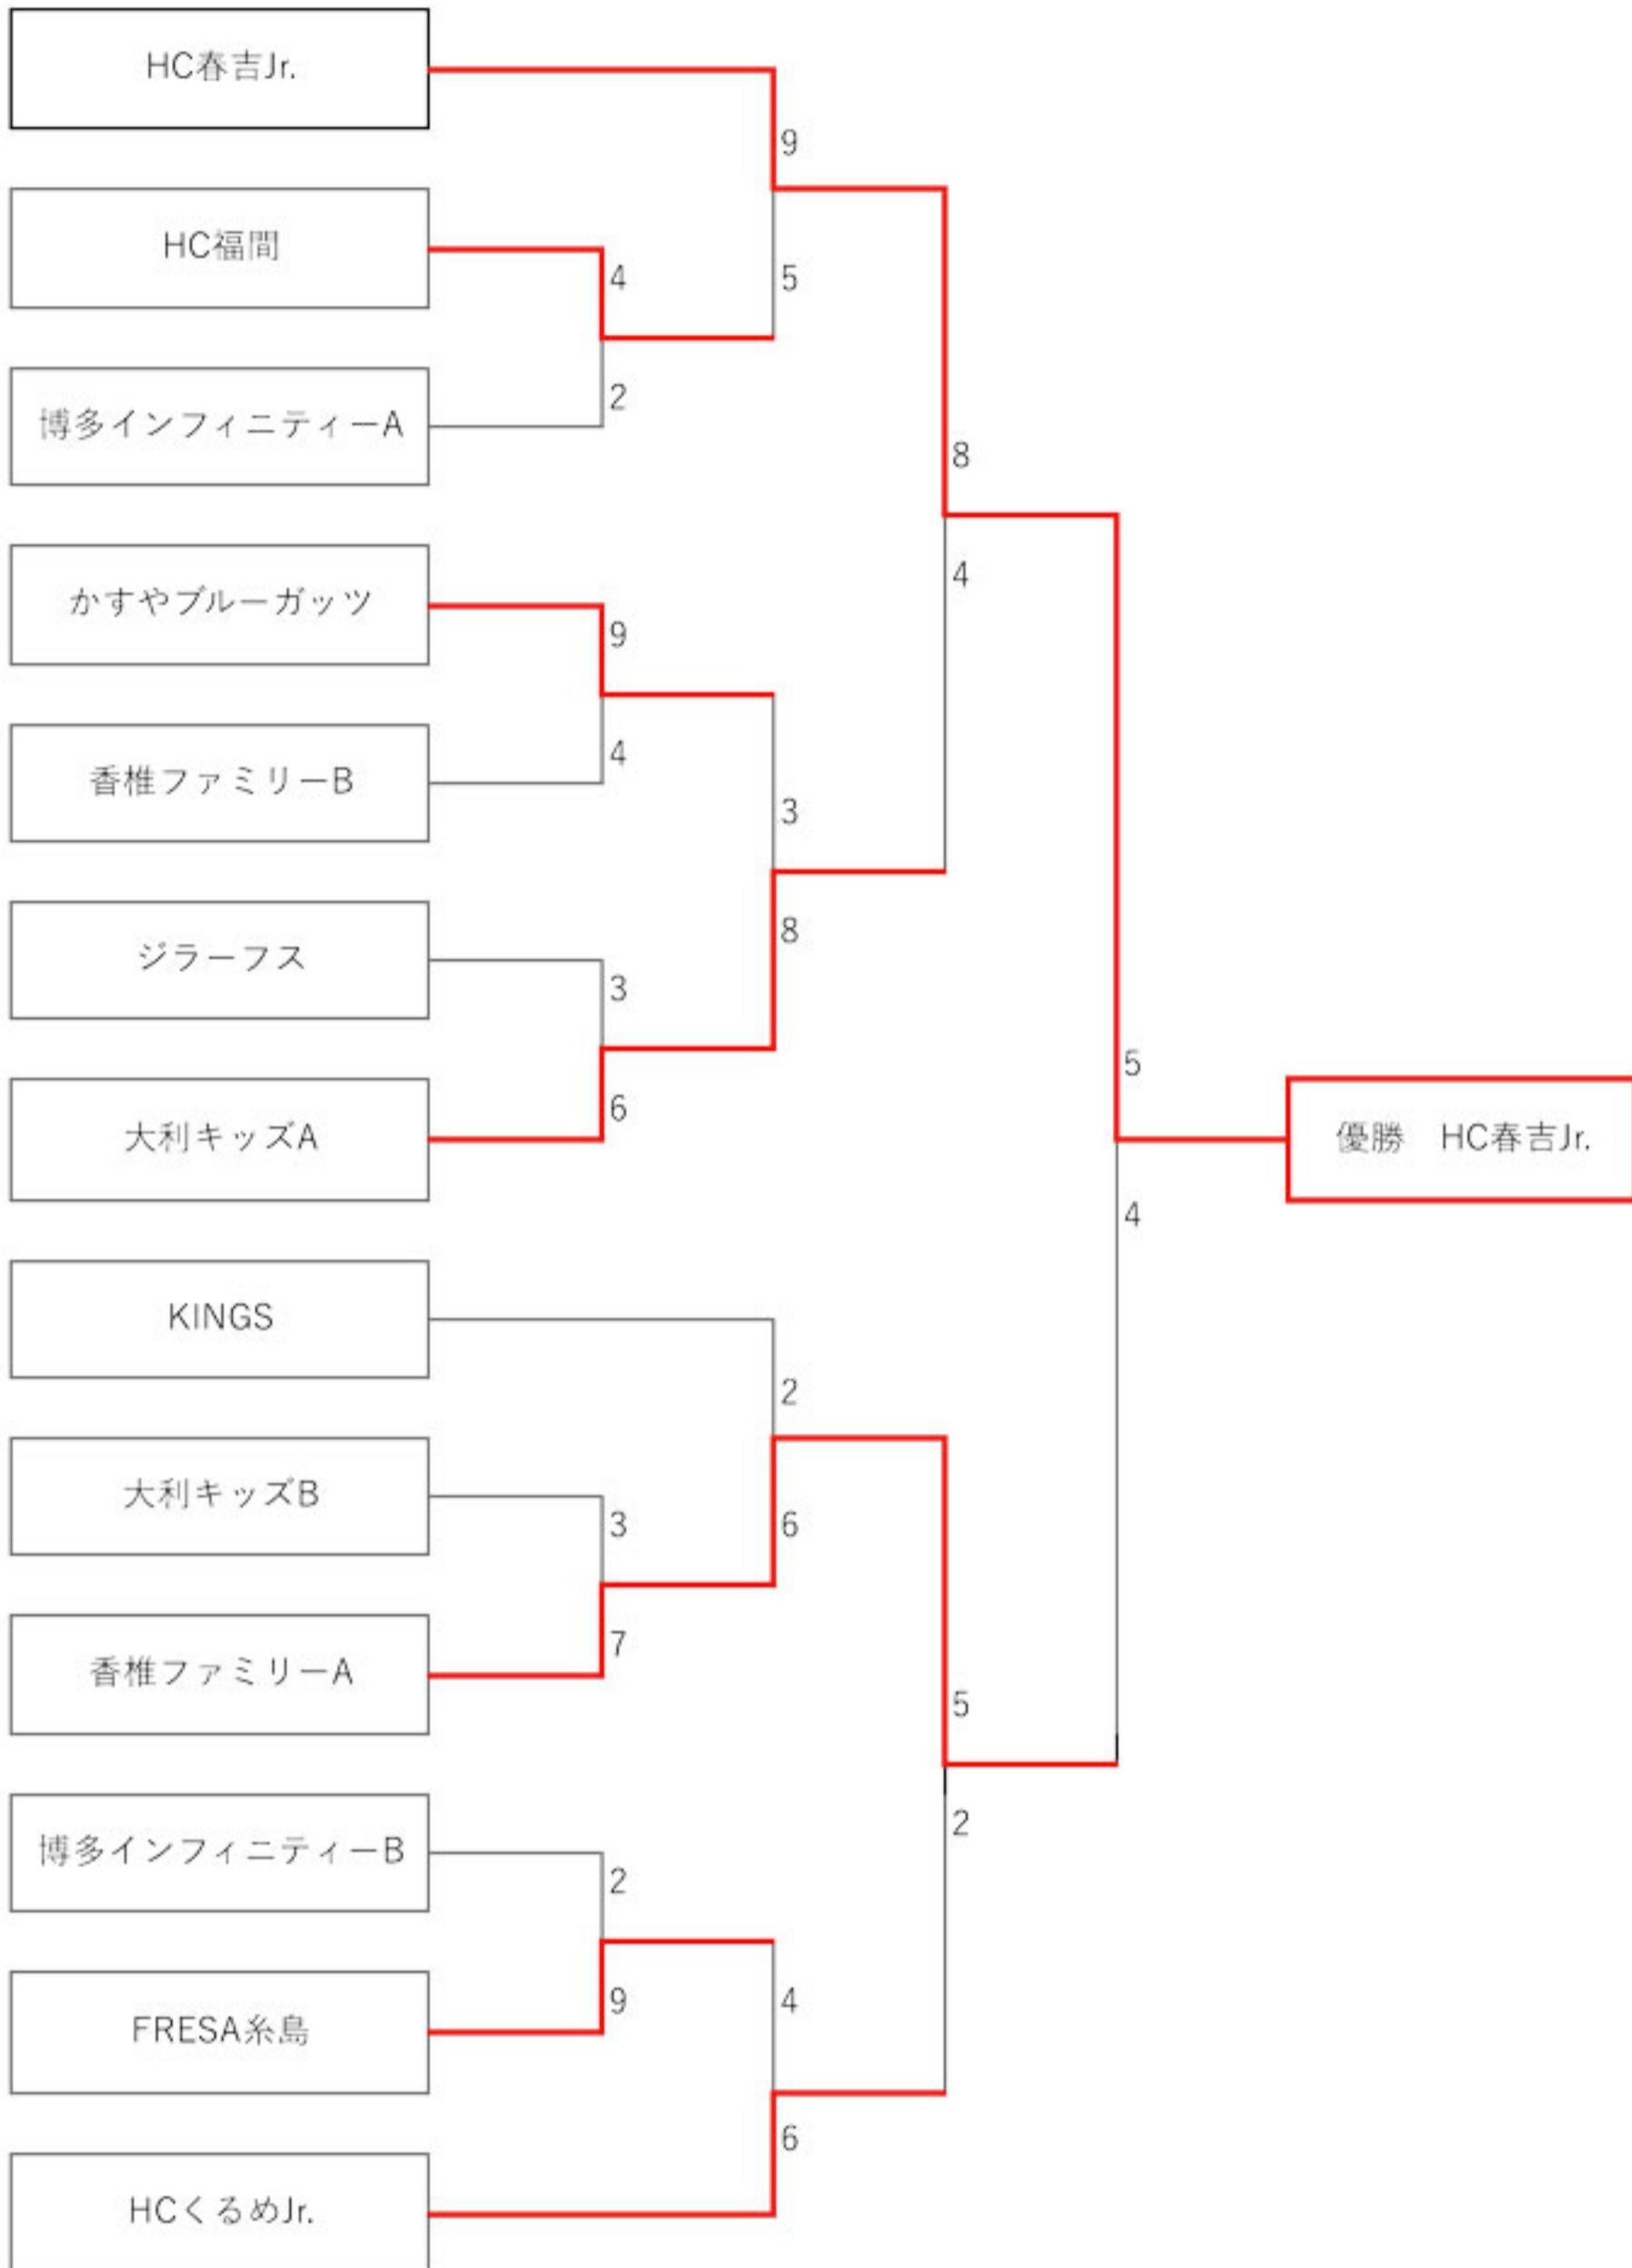 HC春吉Jr.
9
HC福間
4
5
博多インフィニティーA
2
8
4
かすやブルーガッツ
9
香椎ファミリーB
4
3
ジラーフス
8
3
大利キッズA
6
5
優勝　HC春吉Jr.
4
KINGS
2
大利キッズB
3
6
香椎ファミリーA
7
5
2
博多インフィニティーB
2
FRESA糸島
9
4
6
HCくるめJr.